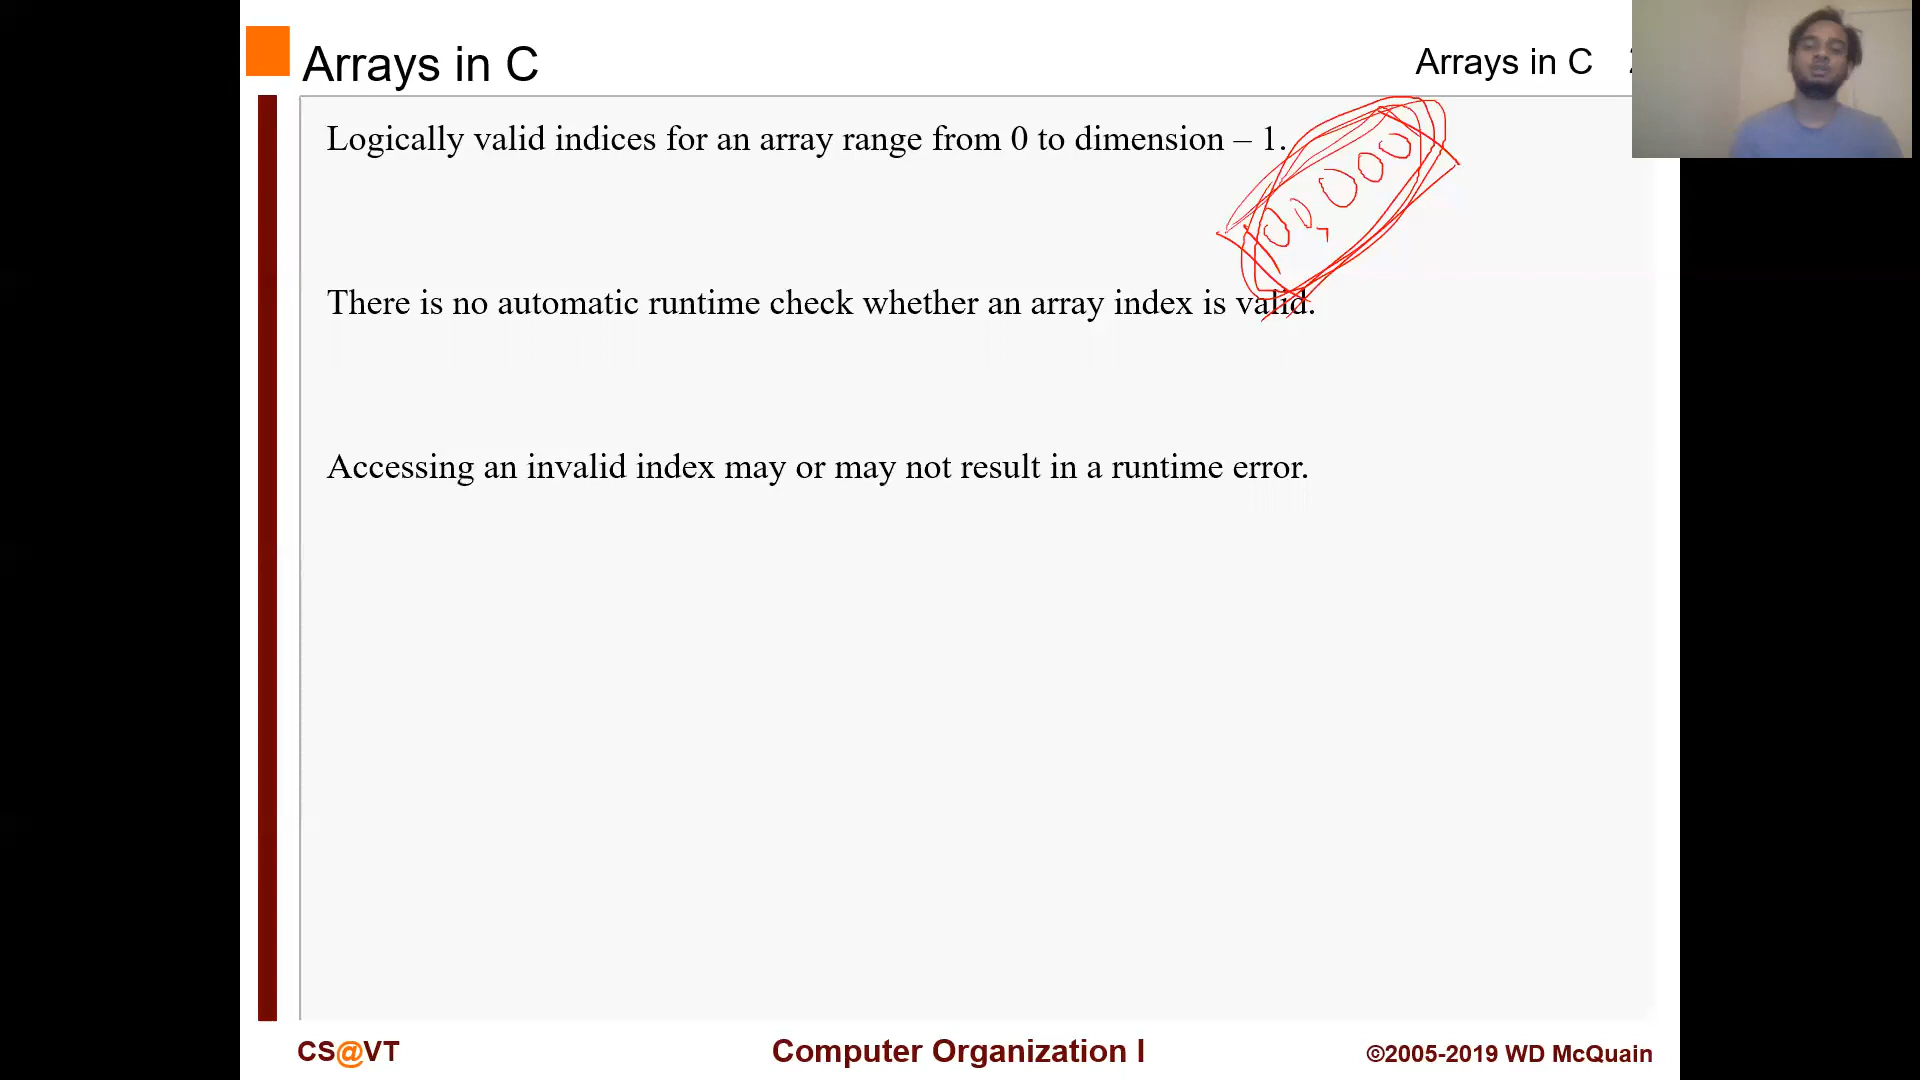 Arrays in C
Arrays in C
Logically valid indices for an array range from 0 to dimension – 1.
There is no automatic runtime check whether an array index is valid.
Accessing an invalid index may or may not result in a runtime error.
CS@VT
Computer Organization I
©2005-2019 WD McQuain